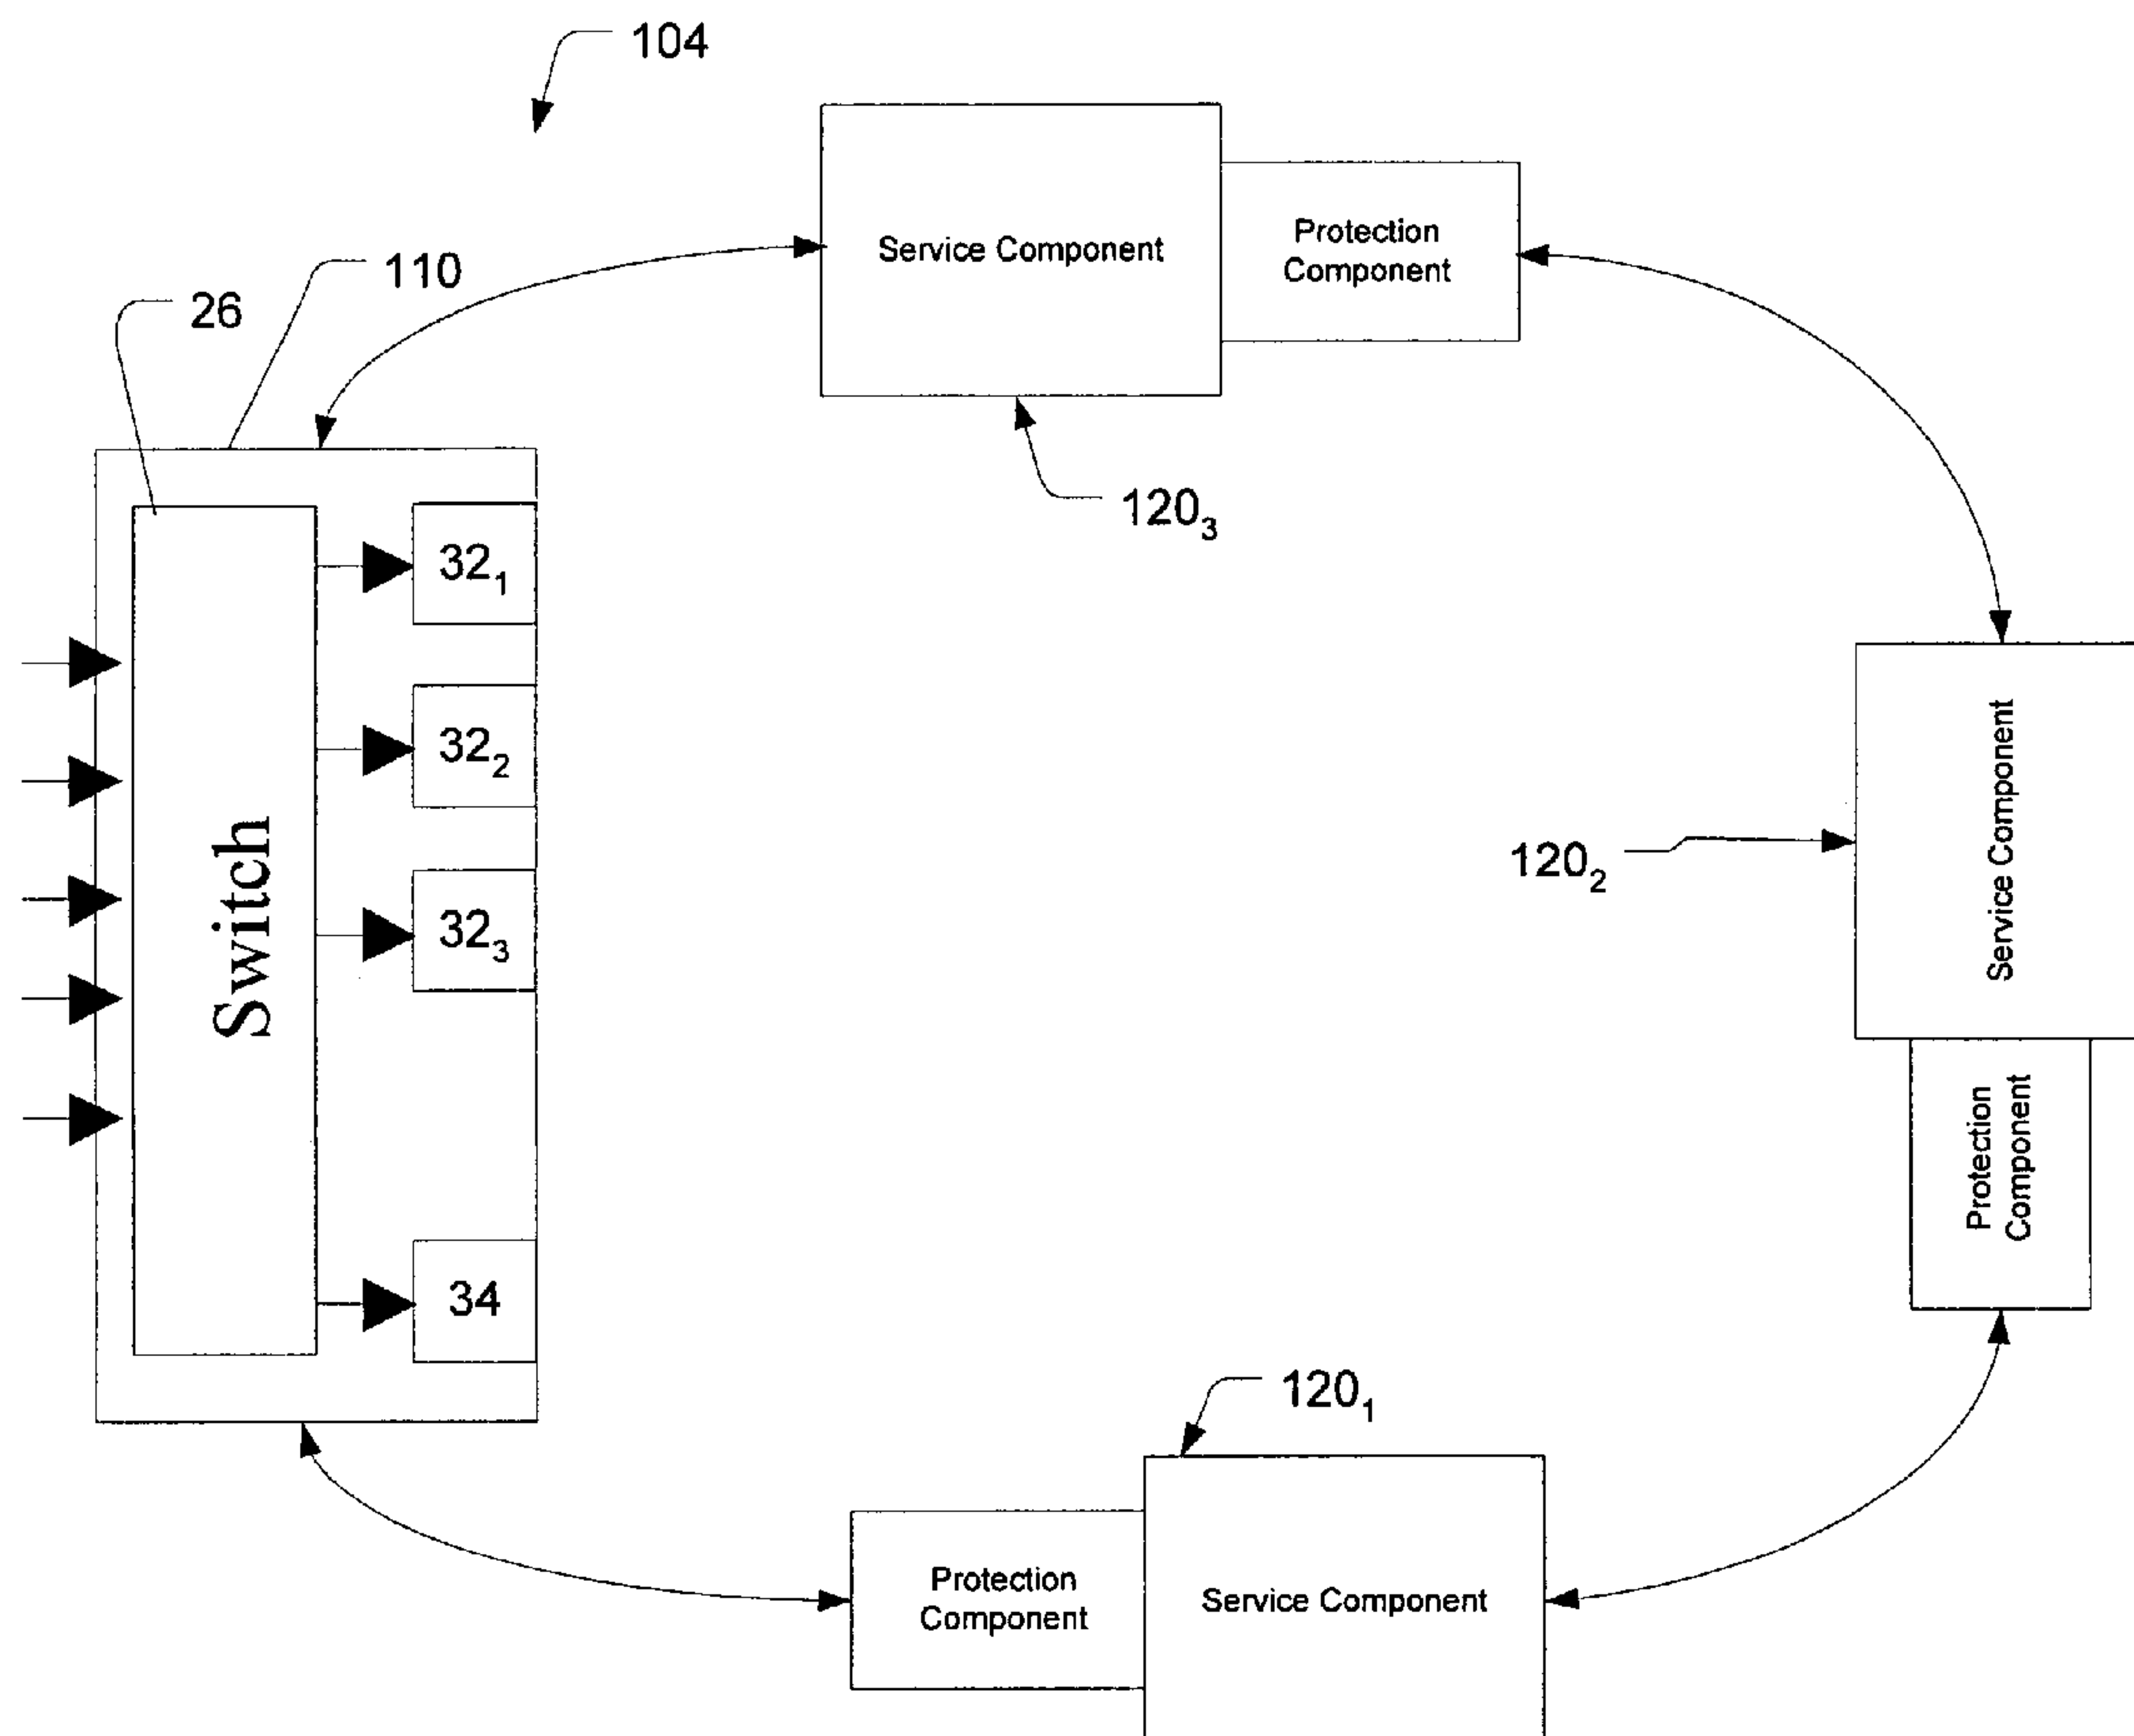 104
110
26
Service Component
Protection
Component
120₃
32₁
32₂
32₃
34
Switch
120₂
Service Component
Protection
Component
120₁
Protection
Component
Service Component